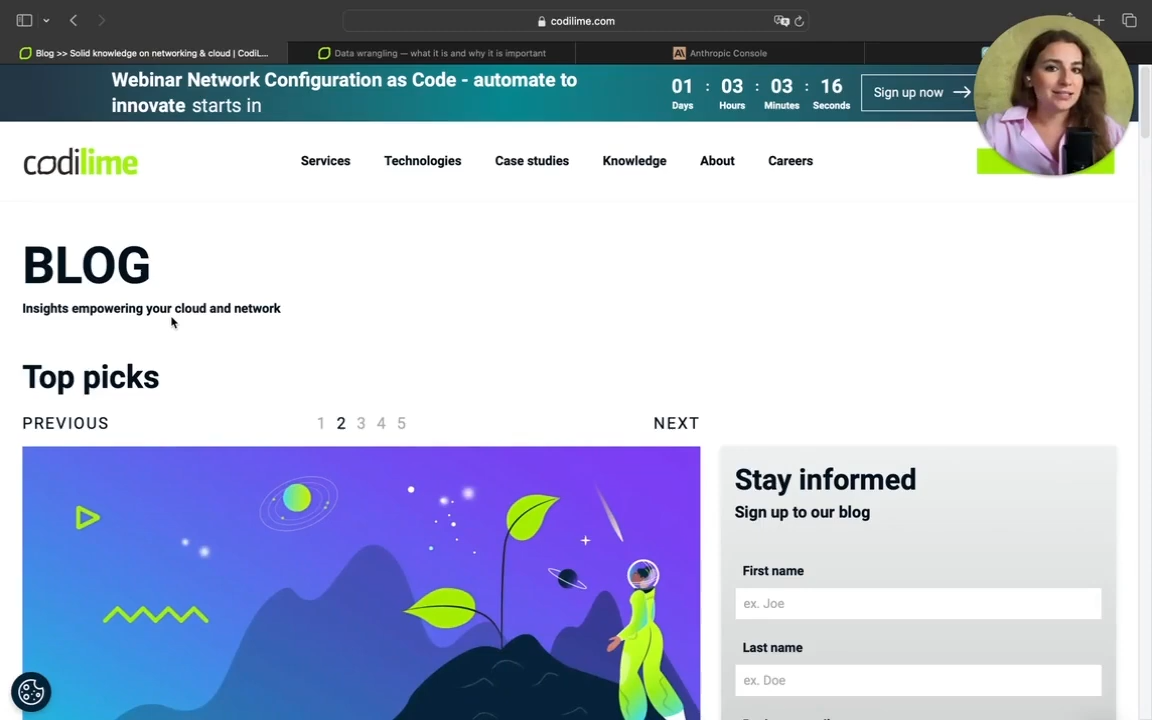 codilime.com
Blog >> Solid knowledge on networking & cloud | CodiL...
Data wrangling — what it is and why it is important
Anthropic Console
Webinar Network Configuration as Code - automate to
innovate starts in
01 : 03 : 03 : 16
Days Hours Minutes Seconds
Sign up now
codilime
Services
Technologies
Case studies
Knowledge
About
Careers
BLOG
Insights empowering your cloud and network
Top picks
PREVIOUS
1 2 3 4 5
NEXT
Stay informed
Sign up to our blog
First name
ex. Joe
Last name
ex. Doe